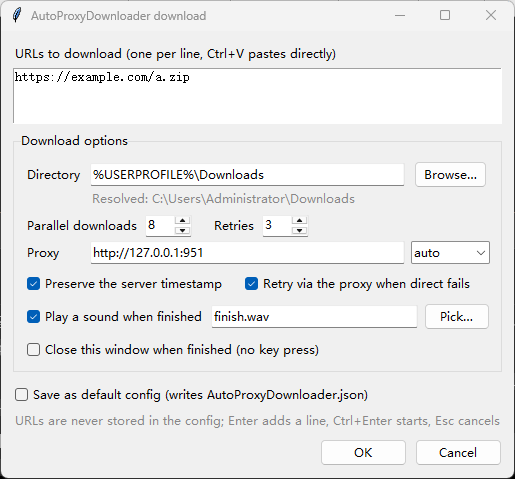 AutoProxyDownloader download
URLs to download (one per line, Ctrl+V pastes directly)
https://example.com/a.zip
Download options
Directory %USERPROFILE%\Downloads Browse...
Resolved: C:\Users\Administrator\Downloads
Parallel downloads 8 Retries 3
Proxy http://127.0.0.1:951 auto
Preserve the server timestamp Retry via the proxy when direct fails
Play a sound when finished finish.wav Pick...
Close this window when finished (no key press)
Save as default config (writes AutoProxyDownloader.json)
URLs are never stored in the config; Enter adds a line, Ctrl+Enter starts, Esc cancels
OK Cancel